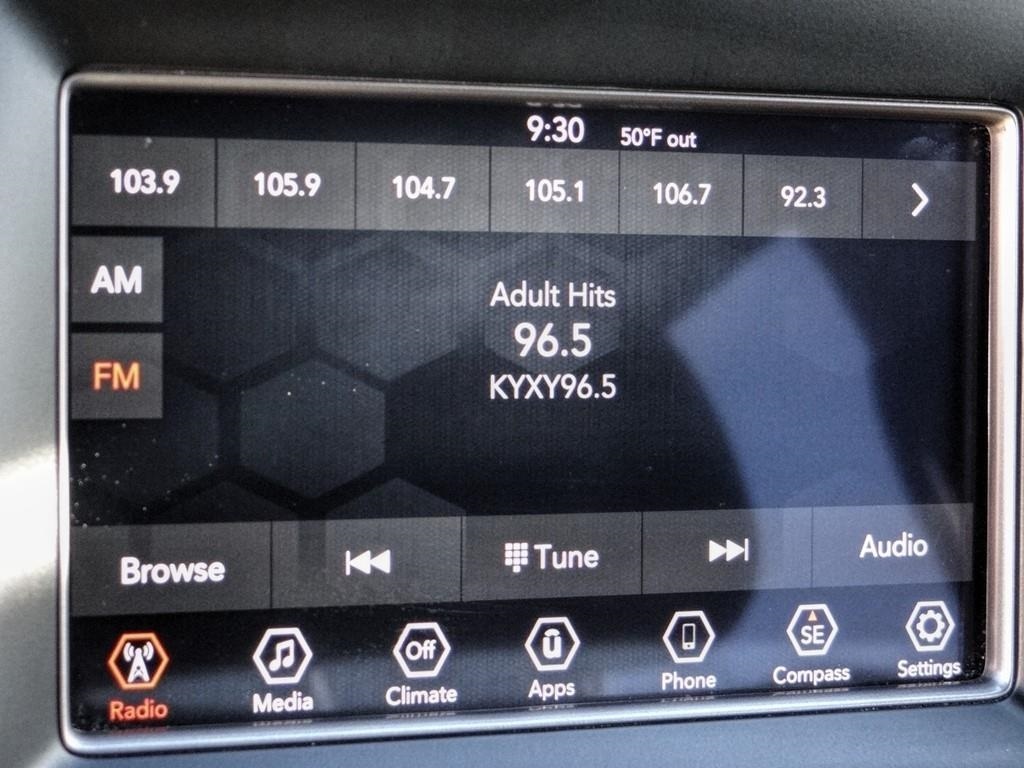 9:30 50°F out
103.9 105.9 104.7 105.1 106.7 92.3
AM
FM
Adult Hits
96.5
KYXY96.5
Browse Tune Audio
Off SE
Radio Media Climate Apps Phone Compass Settings